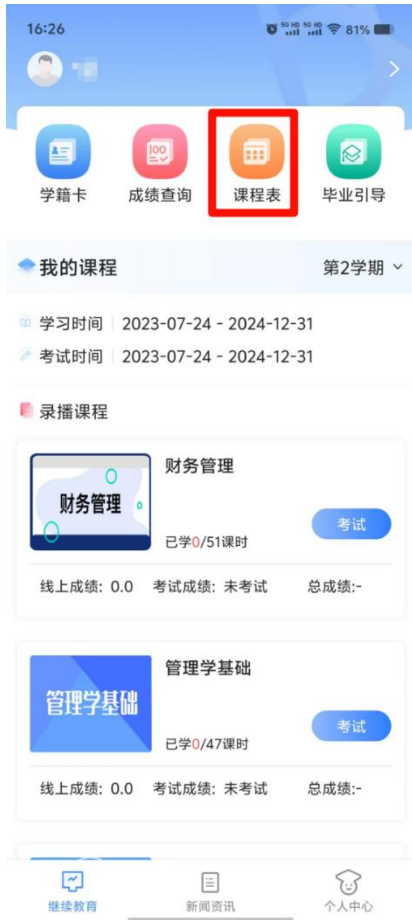 16:26
5G HD 5G HD 81%
学籍卡 成绩查询 课程表 毕业引导
我的课程 第2学期
学习时间 2023-07-24 - 2024-12-31
考试时间 2023-07-24 - 2024-12-31
录播课程
财务管理
财务管理
考试
已学0/51课时
线上成绩: 0.0 考试成绩: 未考试 总成绩:-
管理学基础
管理学基础
考试
已学0/47课时
线上成绩: 0.0 考试成绩: 未考试 总成绩:-
继续教育 新闻资讯 个人中心